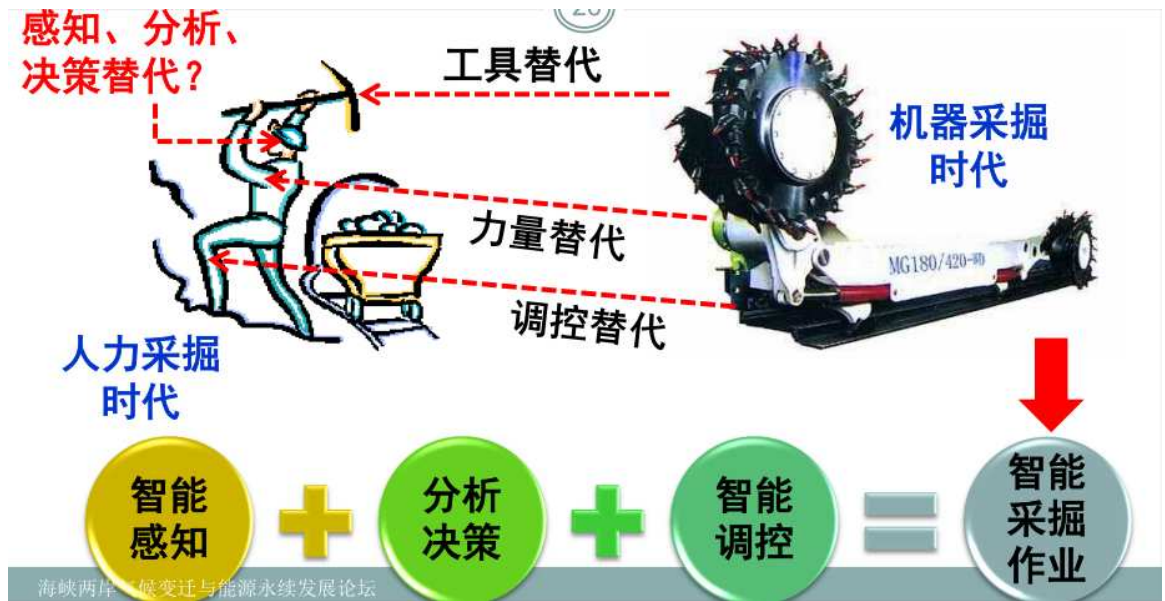 感知、分析、
决策替代？
工具替代
机器采掘
时代
力量替代
MG180/420-WD
调控替代
人力采掘
时代
智能
感知
分析
决策
智能
调控
智能
采掘
作业
海峡两岸气候变迁与能源永续发展论坛